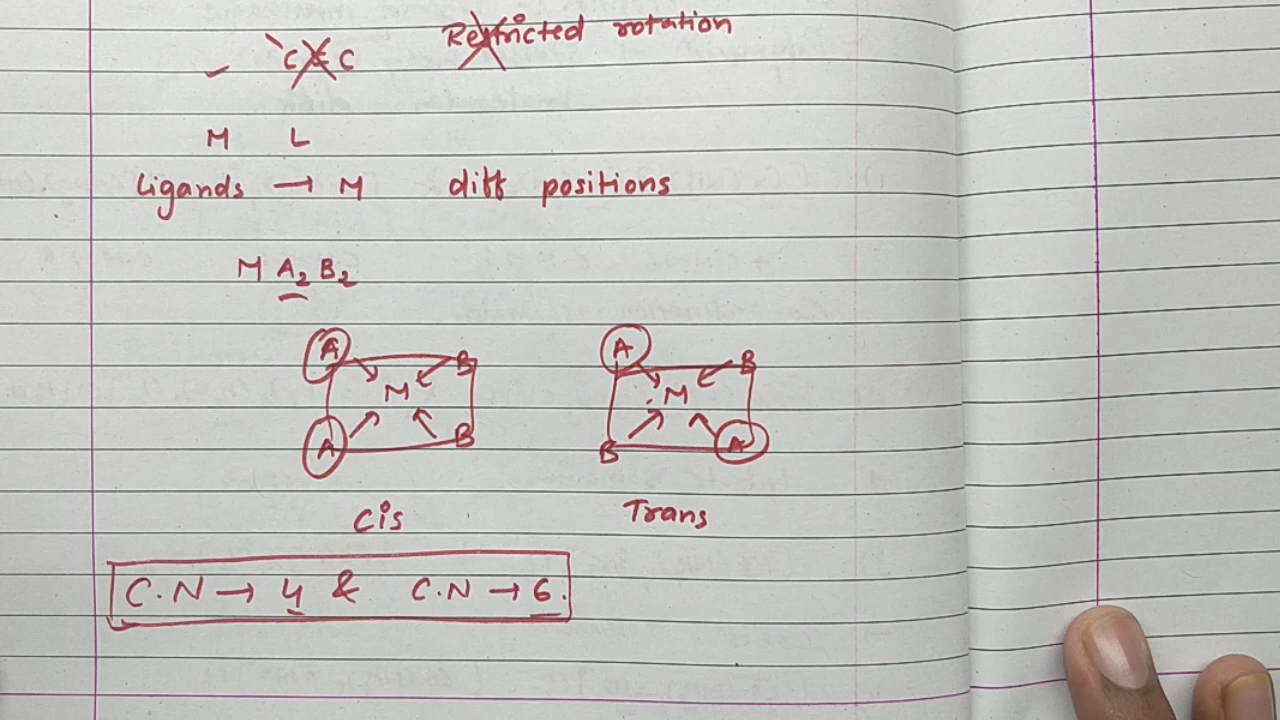 Restricted rotation
C = C
M L
Ligands → M diff positions
M A₂ B₂
A B A B
M M
A B B A
Cis Trans
C.N → 4 & C.N → 6.